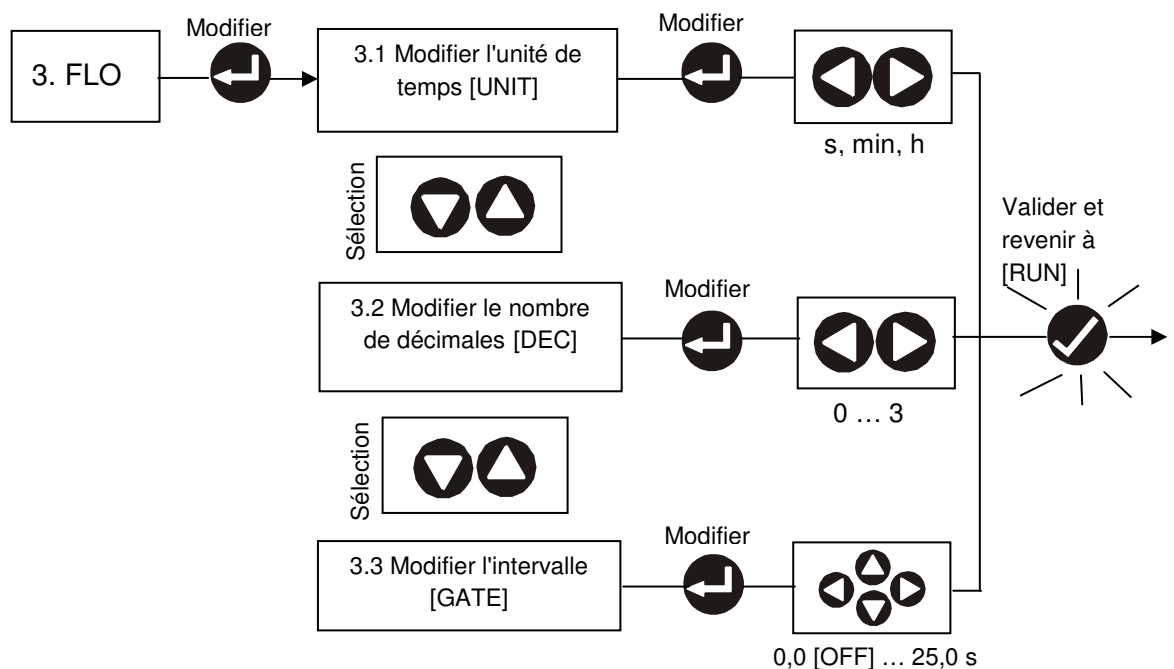 Modifier
Modifier
3. FLO
3.1 Modifier l'unité de
temps [UNIT]
s, min, h
Sélection
Valider et
revenir à
[RUN]
3.2 Modifier le nombre
de décimales [DEC]
Modifier
0 … 3
Sélection
3.3 Modifier l'intervalle
[GATE]
Modifier
0,0 [OFF] … 25,0 s